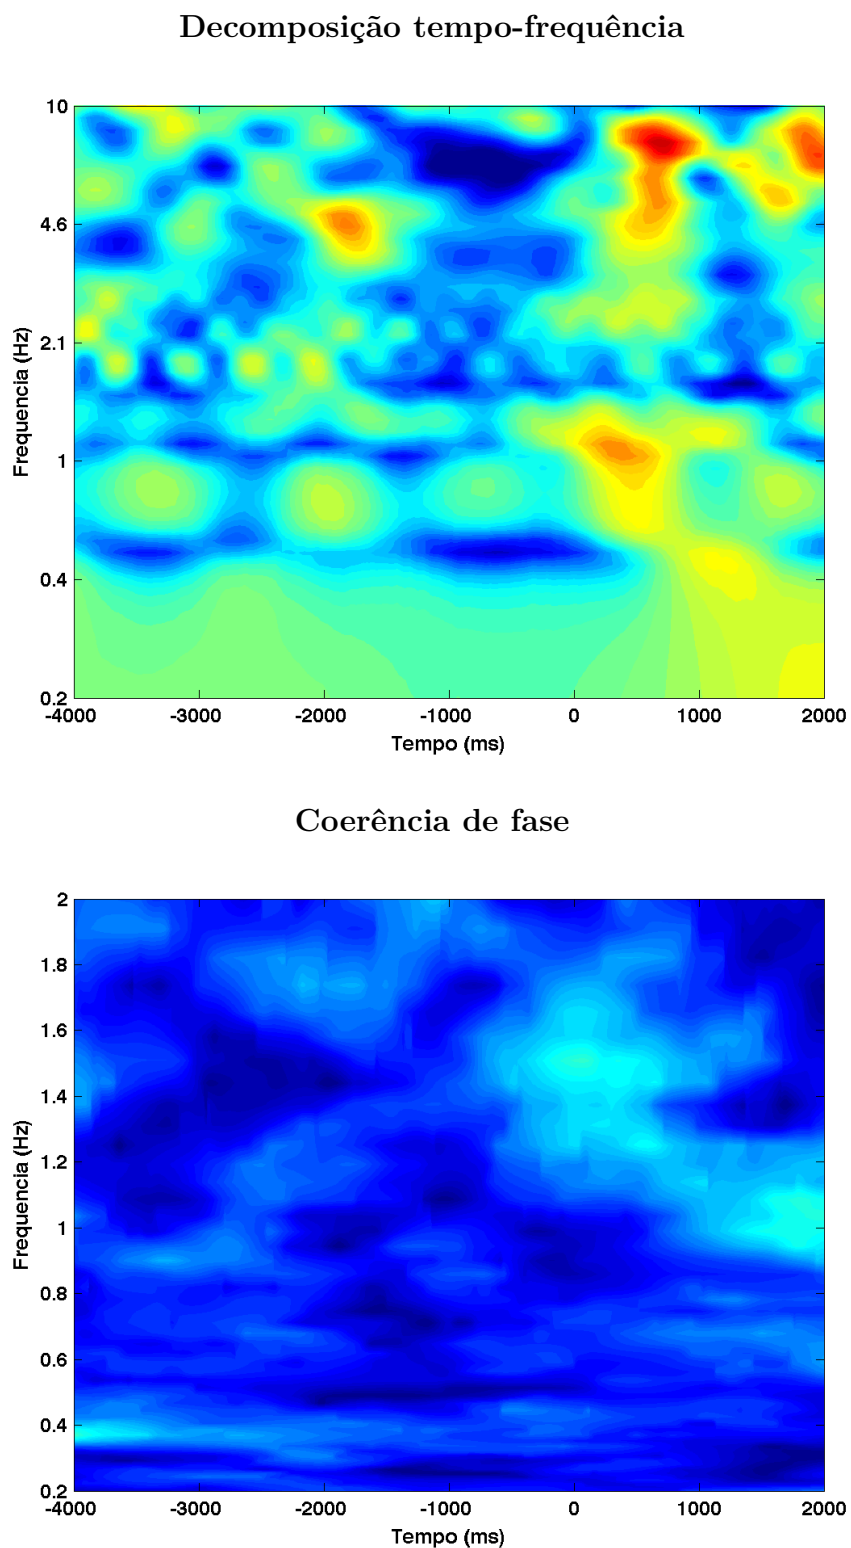 Decomposição tempo-frequência
10
4.6
2.1
1
0.4
0.2
Frequencia (Hz)
-4000 -3000 -2000 -1000 0 1000 2000
Tempo (ms)
Coerência de fase
2
1.8
1.6
1.4
1.2
1
0.8
0.6
0.4
0.2
Frequencia (Hz)
-4000 -3000 -2000 -1000 0 1000 2000
Tempo (ms)